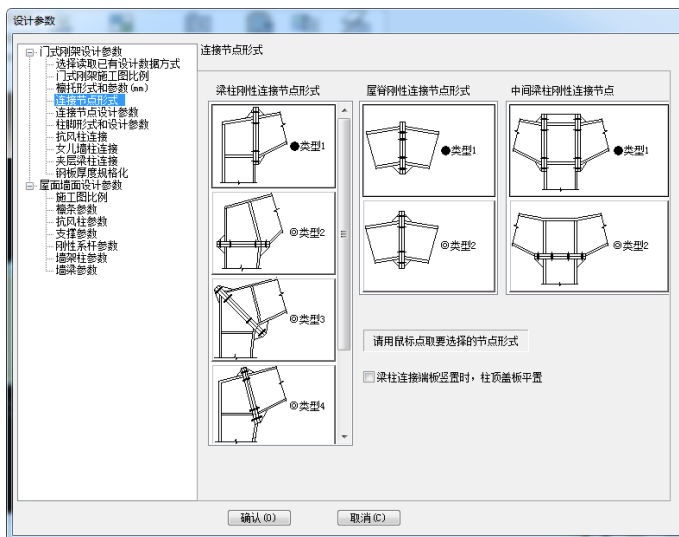 设计参数
门式刚架设计参数
选择读取已有设计数据方式
门式刚架施工图比例
檩托形式和参数(mm)
连接节点形式
连接节点设计参数
柱脚形式和设计参数
抗风柱连接
女儿墙柱连接
夹层梁柱连接
钢板厚度规格化
屋面墙面设计参数
施工图比例
檩条参数
抗风柱参数
支撑参数
刚性系杆参数
墙架柱参数
墙梁参数
连接节点形式
梁柱刚性连接节点形式
类型1
类型2
类型3
类型4
屋脊刚性连接节点形式
类型1
类型2
中间梁柱刚性连接节点
类型1
类型2
请用鼠标点取要选择的节点形式
梁柱连接端板竖置时，柱顶盖板平置
确认(O)
取消(C)